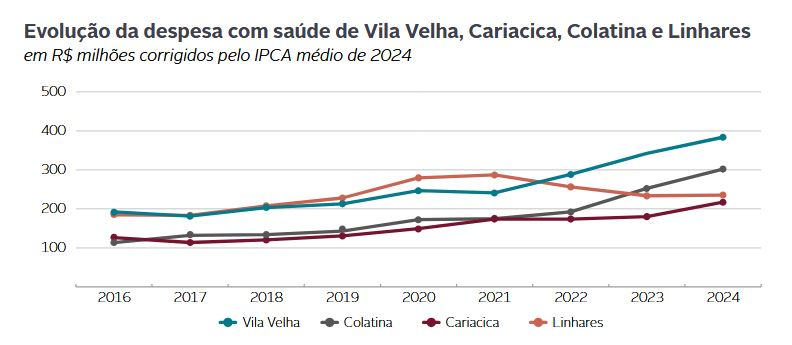 Evolução da despesa com saúde de Vila Velha, Cariacica, Colatina e Linhares
em R$ milhões corrigidos pelo IPCA médio de 2024
500
400
300
200
100
2016 2017 2018 2019 2020 2021 2022 2023 2024
Vila Velha Colatina Cariacica Linhares